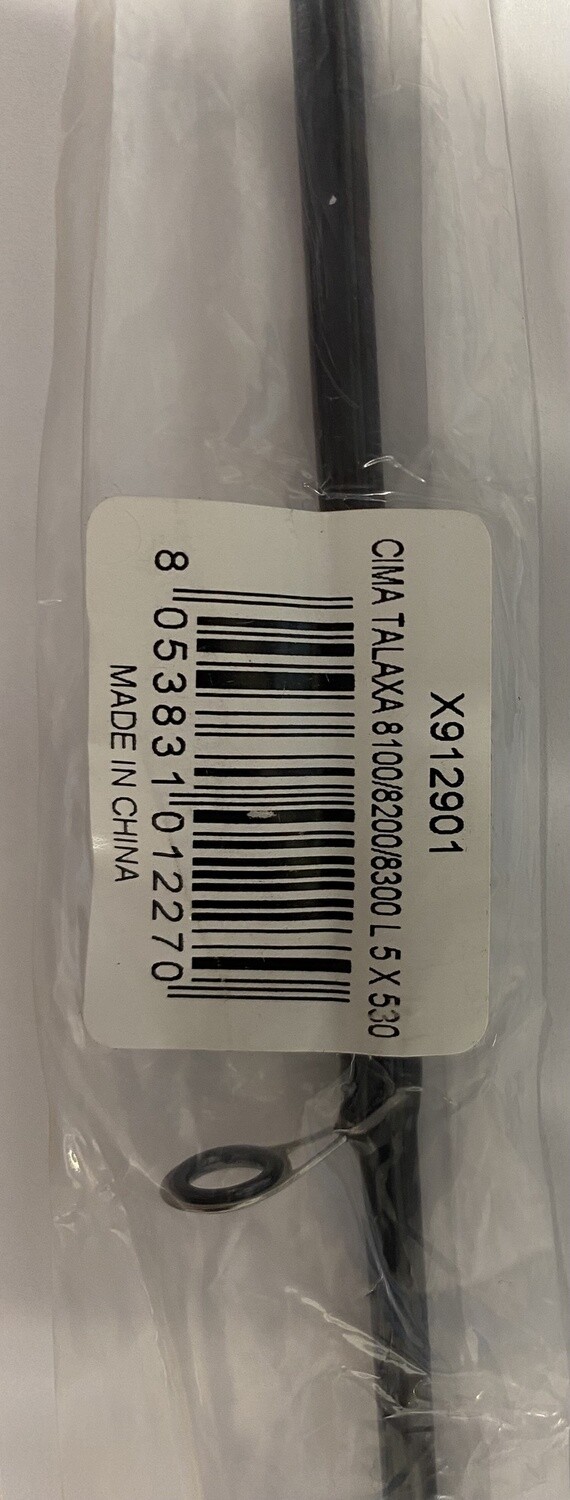 X912901
CIMA TALAXA 8100/8200/8300 L 5 X 530
8 053831 012270
MADE IN CHINA